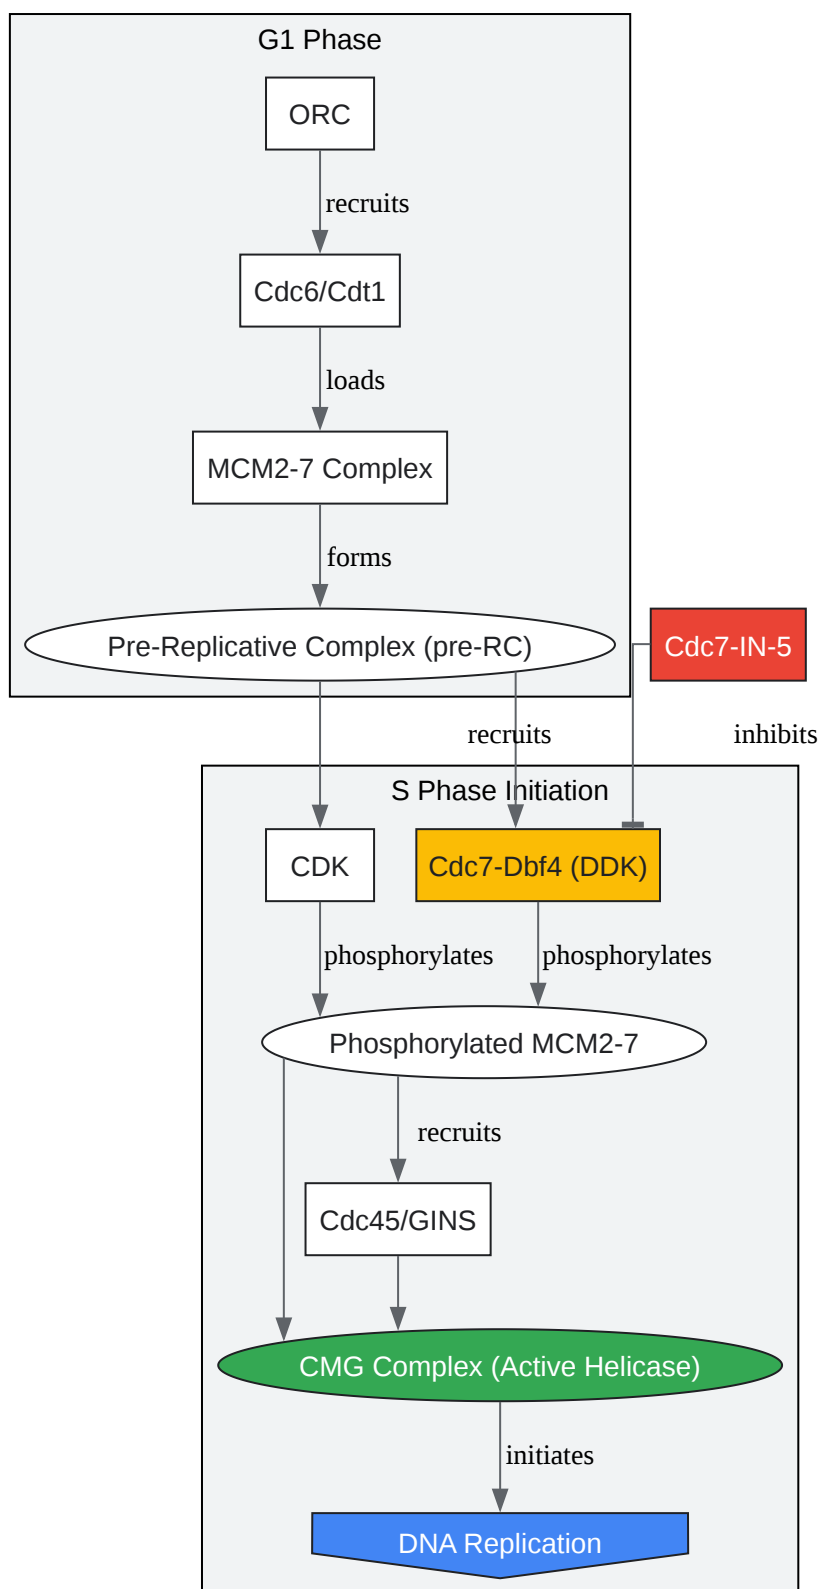 G1 Phase
ORC
recruits
Cdc6/Cdt1
loads
MCM2-7 Complex
forms
Pre-Replicative Complex (pre-RC)
Cdc7-IN-5
recruits
inhibits
S Phase Initiation
CDK
Cdc7-Dbf4 (DDK)
phosphorylates
phosphorylates
Phosphorylated MCM2-7
recruits
Cdc45/GINS
CMG Complex (Active Helicase)
initiates
DNA Replication